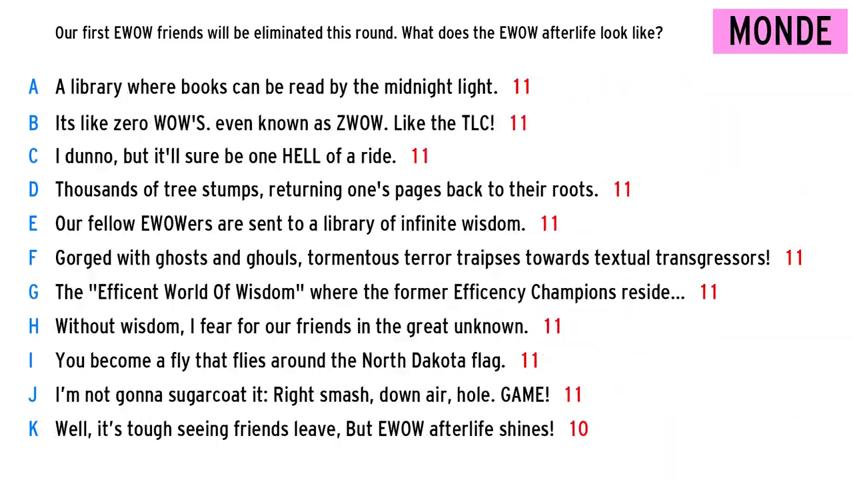 Our first EWOW friends will be eliminated this round. What does the EWOW afterlife look like?
MONDE
A A library where books can be read by the midnight light. 11
B Its like zero WOW'S. even known as ZWOW. Like the TLC! 11
C I dunno, but it'll sure be one HELL of a ride. 11
D Thousands of tree stumps, returning one's pages back to their roots. 11
E Our fellow EWOWers are sent to a library of infinite wisdom. 11
F Gorged with ghosts and ghouls, tormentous terror traipses towards textual transgressors! 11
G The "Efficent World Of Wisdom" where the former Efficency Champions reside... 11
H Without wisdom, I fear for our friends in the great unknown. 11
I You become a fly that flies around the North Dakota flag. 11
J I’m not gonna sugarcoat it: Right smash, down air, hole. GAME! 11
K Well, it’s tough seeing friends leave, But EWOW afterlife shines! 10